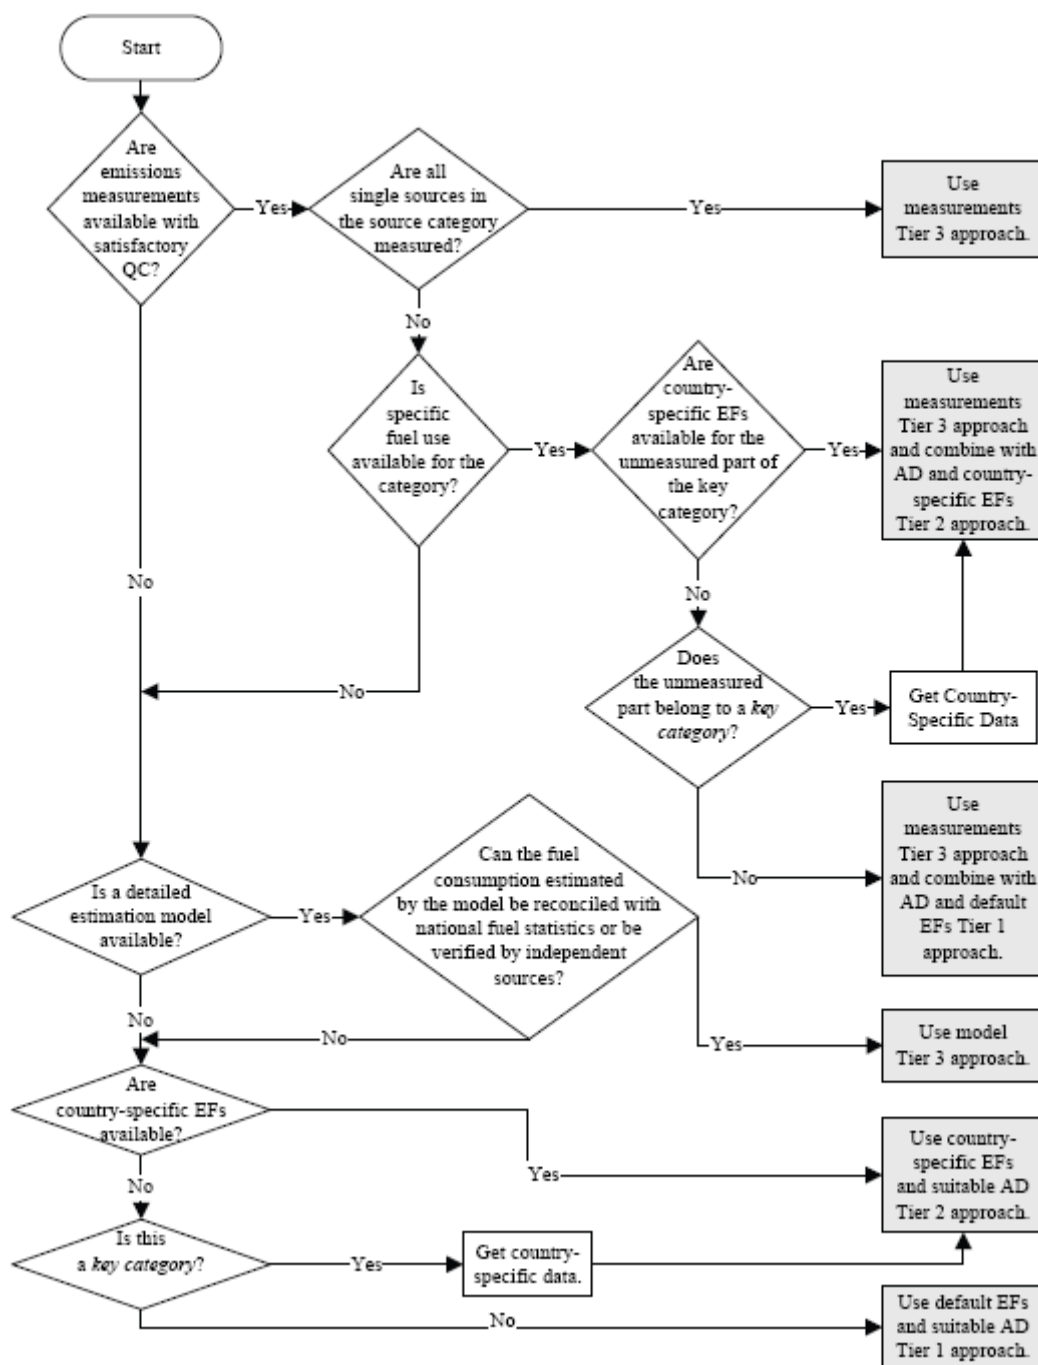 Start
Are
emissions
measurements
available with
satisfactory
QC?
Yes
Are all
single sources in
the source category
measured?
Yes
Use
measurements
Tier 3 approach.
No
Is
specific
fuel use
available for the
category?
Yes
Are
country-
specific EFs
available for the
unmeasured part of
the key
category?
Yes
Use
measurements
Tier 3 approach
and combine with
AD and country-
specific EFs
Tier 2 approach.
No
No
No
Does
the unmeasured
part belong to a key
category?
Yes
Get Country-
Specific Data
No
Use
measurements
Tier 3 approach
and combine with
AD and default
EFs Tier 1
approach.
Is a detailed
estimation model
available?
Yes
Can the fuel
consumption estimated
by the model be reconciled with
national fuel statistics or be
verified by independent
sources?
No
No
Yes
Use model
Tier 3 approach.
Are
country-specific EFs
available?
Yes
Use country-
specific EFs
and suitable AD
Tier 2 approach.
No
Is this
a key category?
Yes
Get country-
specific data.
No
Use default EFs
and suitable AD
Tier 1 approach.